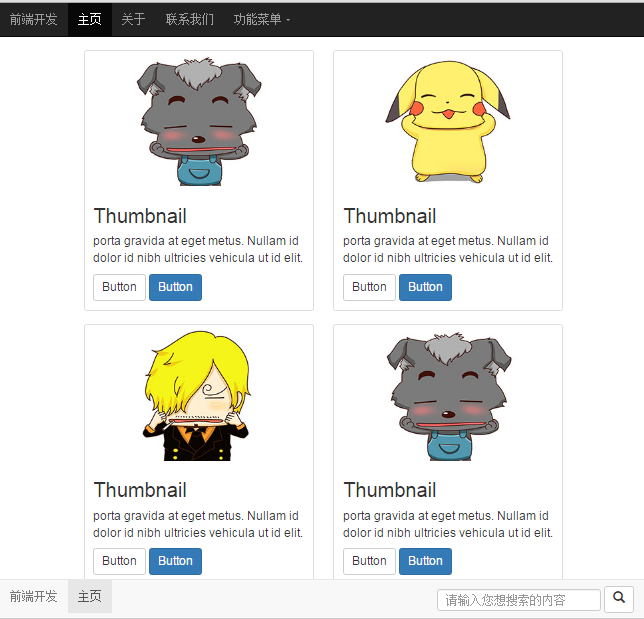 前端开发 主页 关于 联系我们 功能菜单
Thumbnail
porta gravida at eget metus. Nullam id
dolor id nibh ultricies vehicula ut id elit.
Button Button
Thumbnail
porta gravida at eget metus. Nullam id
dolor id nibh ultricies vehicula ut id elit.
Button Button
Thumbnail
porta gravida at eget metus. Nullam id
dolor id nibh ultricies vehicula ut id elit.
Button Button
Thumbnail
porta gravida at eget metus. Nullam id
dolor id nibh ultricies vehicula ut id elit.
Button Button
前端开发 主页 请输入您想搜索的内容